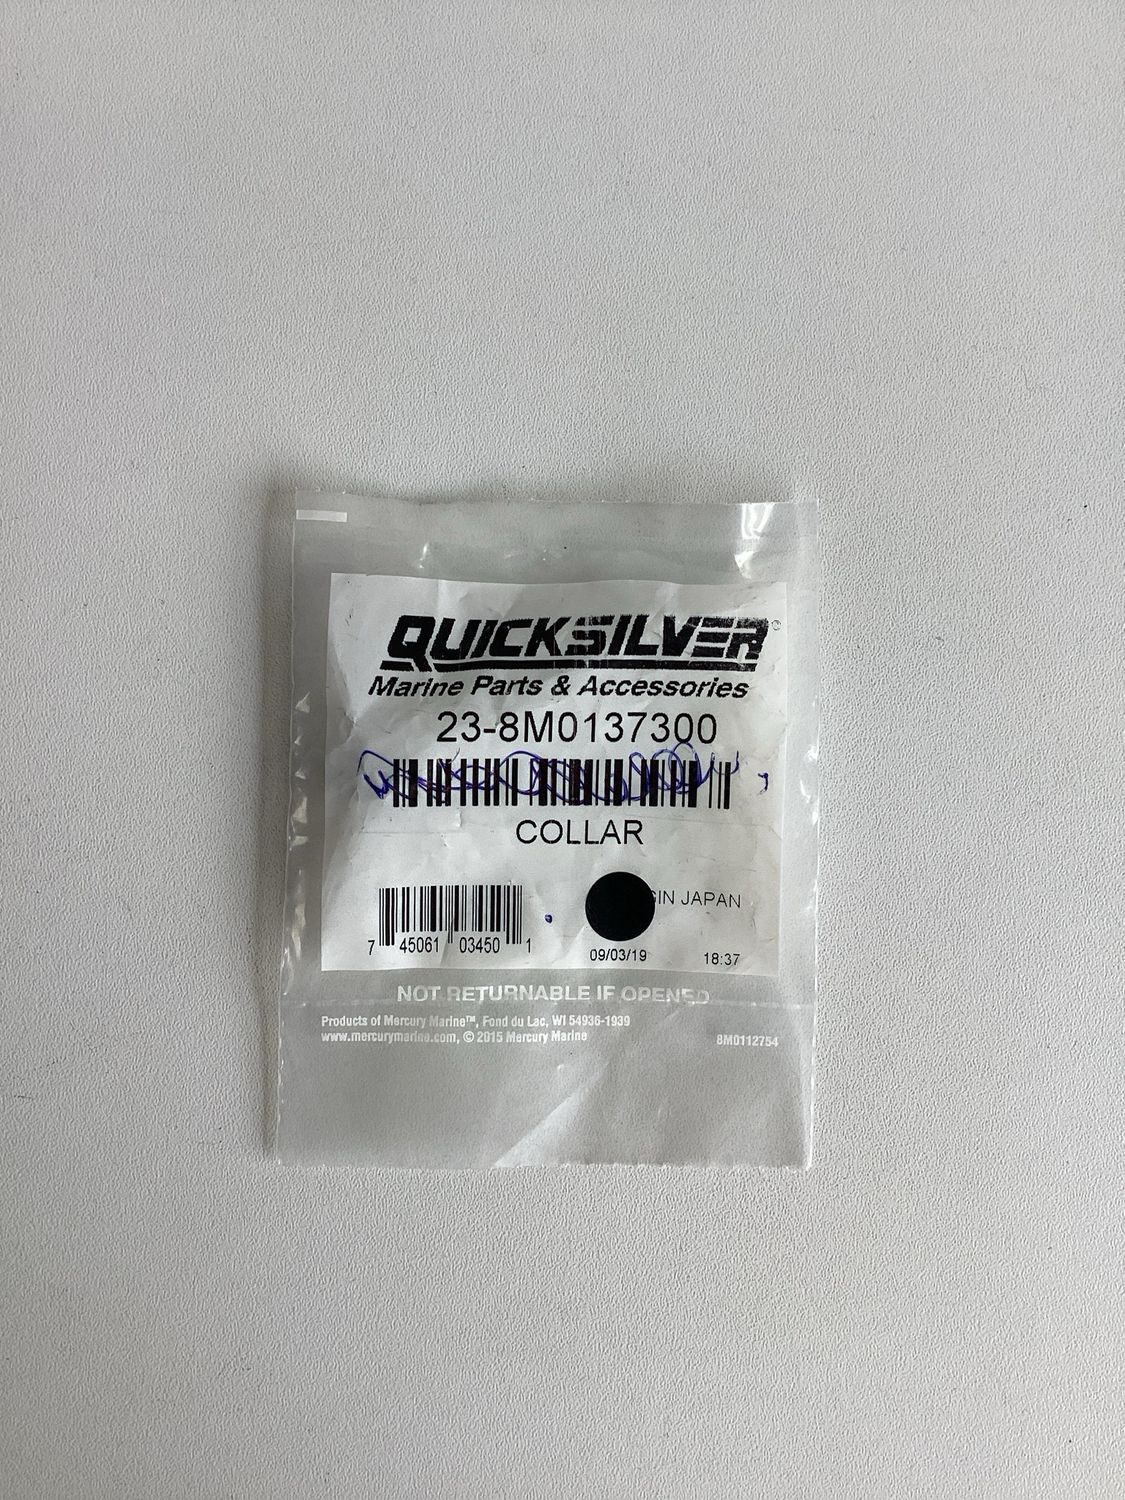 QUICKSILVER®
Marine Parts & Accessories
23-8M0137300
COLLAR
GIN JAPAN
7 45061 03450 1
09/03/19 18:37
NOT RETURNABLE IF OPENED
Products of Mercury Marine™, Fond du Lac, WI 54936-1939
www.mercurymarine.com, © 2015 Mercury Marine
8M0112754